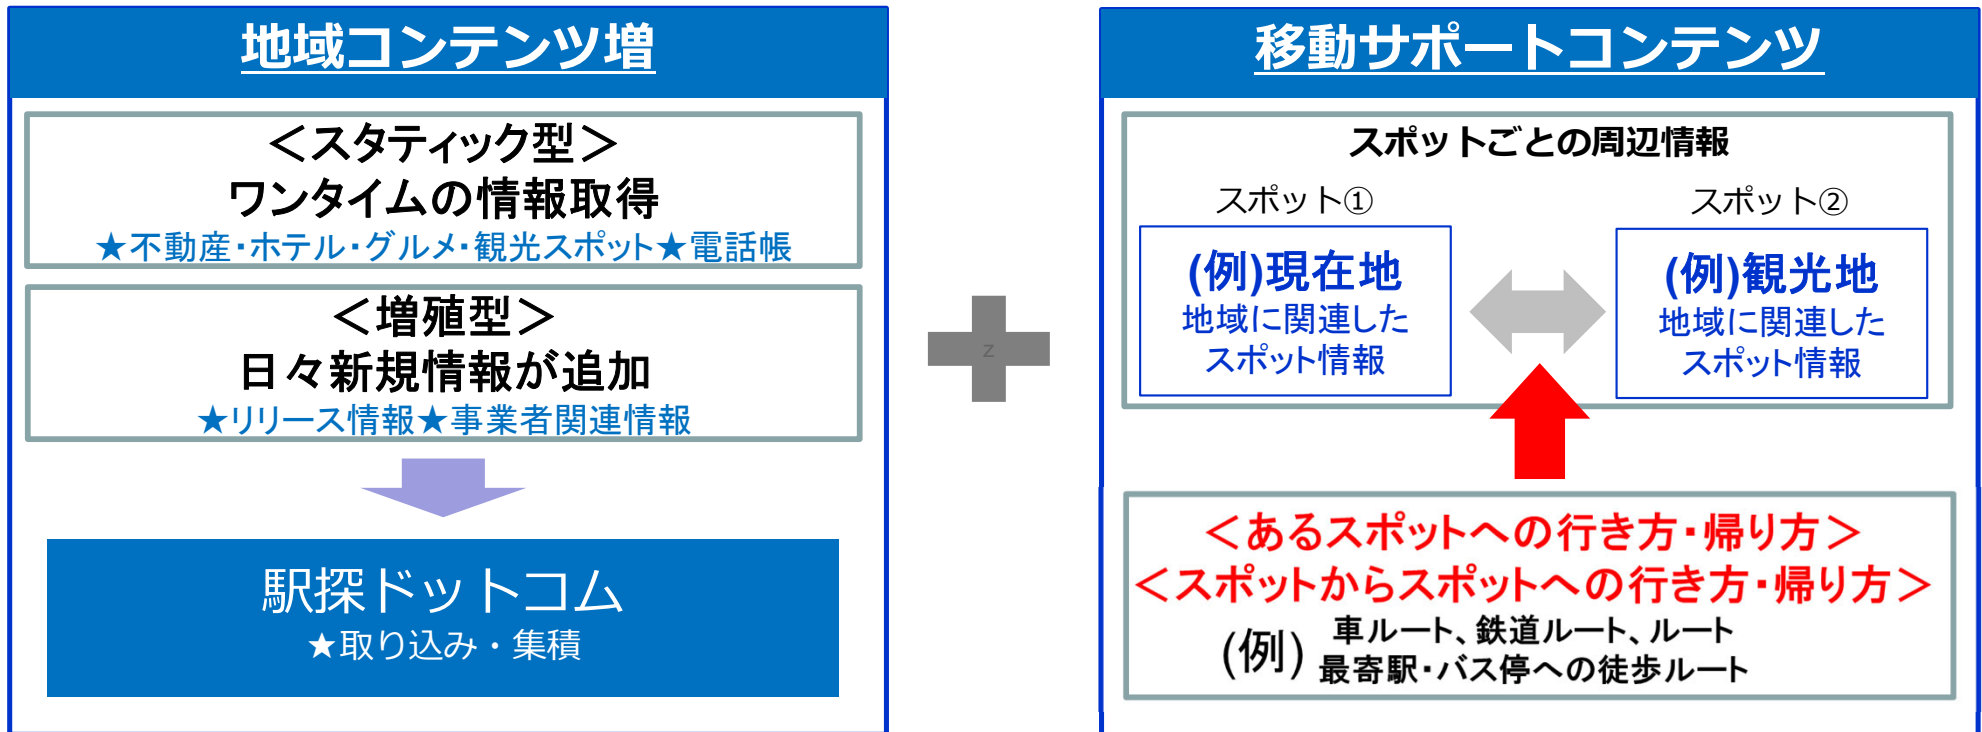 地域コンテンツ増
＜スタティック型＞
ワンタイムの情報取得
★不動産・ホテル・グルメ・観光スポット★電話帳
＜増殖型＞
日々新規情報が追加
★リリース情報★事業者関連情報
駅探ドットコム
★取り込み・集積
z
移動サポートコンテンツ
スポットごとの周辺情報
スポット①
(例)現在地
地域に関連した
スポット情報
スポット②
(例)観光地
地域に関連した
スポット情報
＜あるスポットへの行き方・帰り方＞
＜スポットからスポットへの行き方・帰り方＞
(例)
車ルート、鉄道ルート、ルート
最寄駅・バス停への徒歩ルート